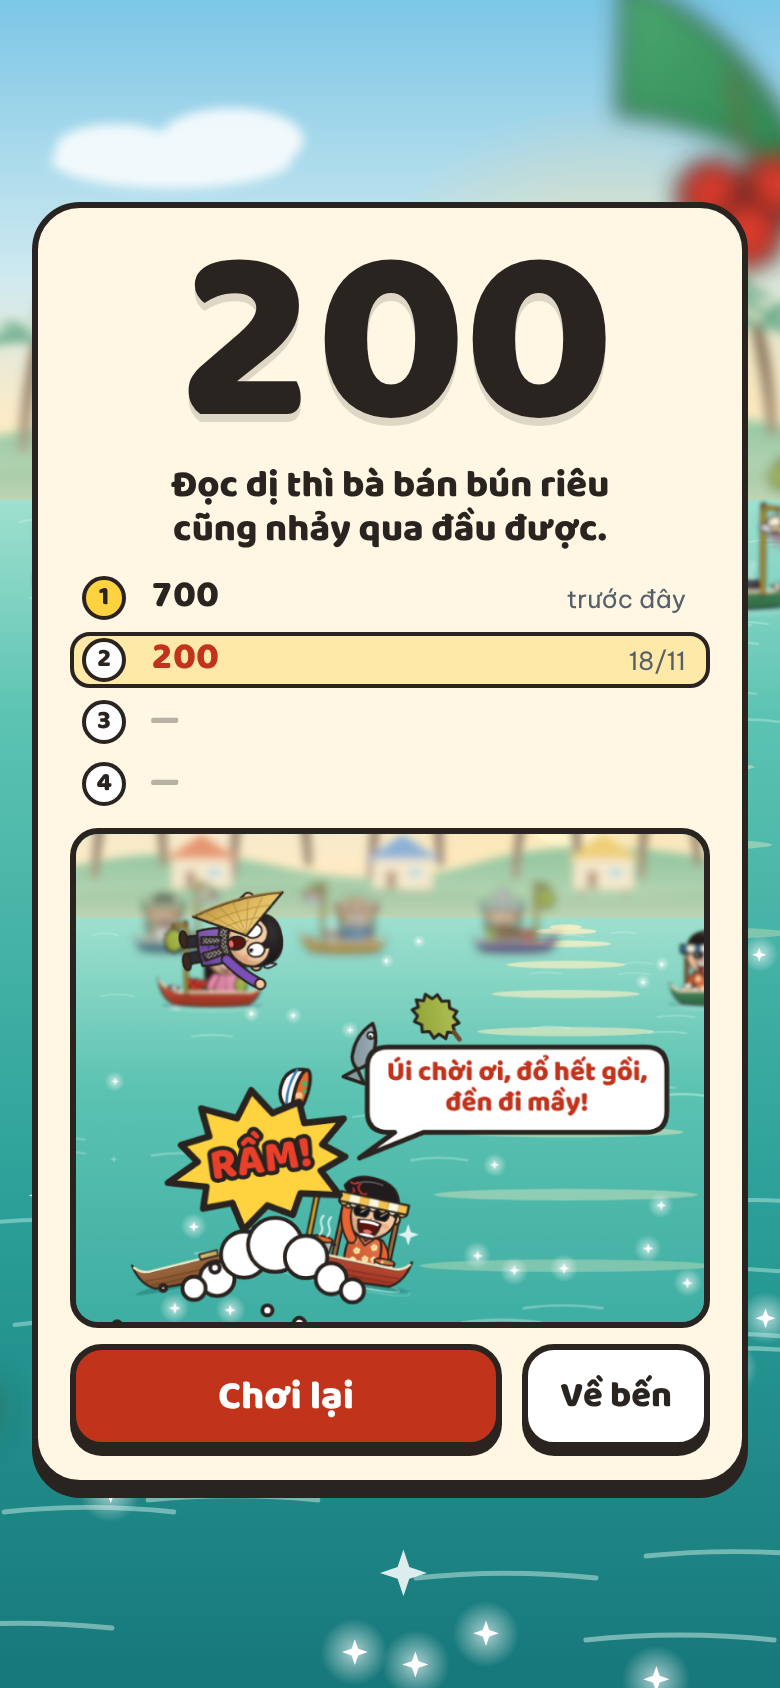 200
Đọc dị thì bà bán bún riêu
cũng nhảy qua đầu được.
1 700 trước đây
2 200 18/11
3 —
4 —
Úi chời ơi, đổ hết gồi,
đền đi mầy!
RẦM!
Chơi lại
Về bến